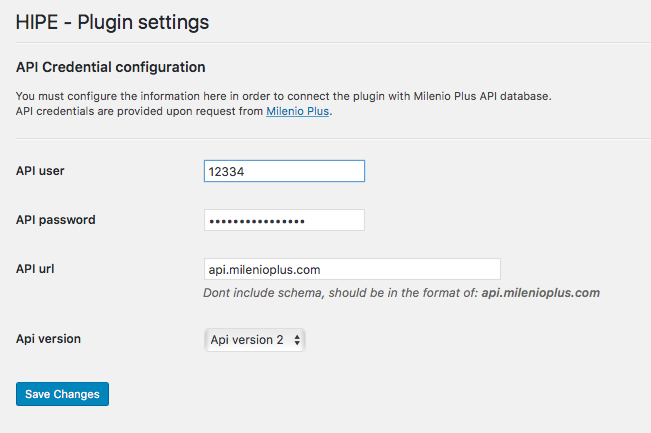 HIPE - Plugin settings
API Credential configuration
You must configure the information here in order to connect the plugin with Milenio Plus API database.
API credentials are provided upon request from Milenio Plus.
API user 12334
API password ••••••••••••••••
API url api.milenioplus.com
Dont include schema, should be in the format of: api.milenioplus.com
Api version Api version 2
Save Changes